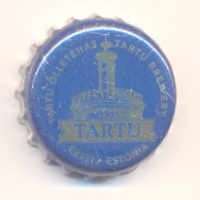 TARTU ÕLLETEHAS TARTU BREWERY
TARTU
EESTI ESTONIA